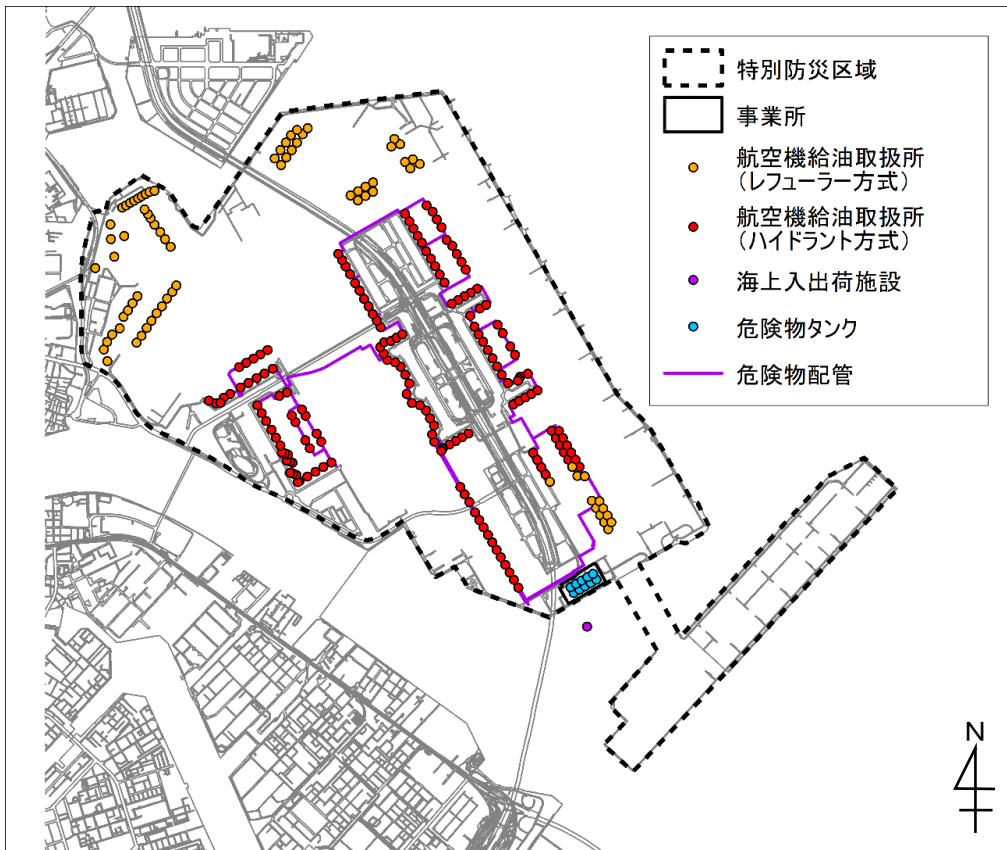 特別防災区域
事業所
航空機給油取扱所
(レフューラー方式)
航空機給油取扱所
(ハイドラント方式)
海上入出荷施設
危険物タンク
危険物配管
N